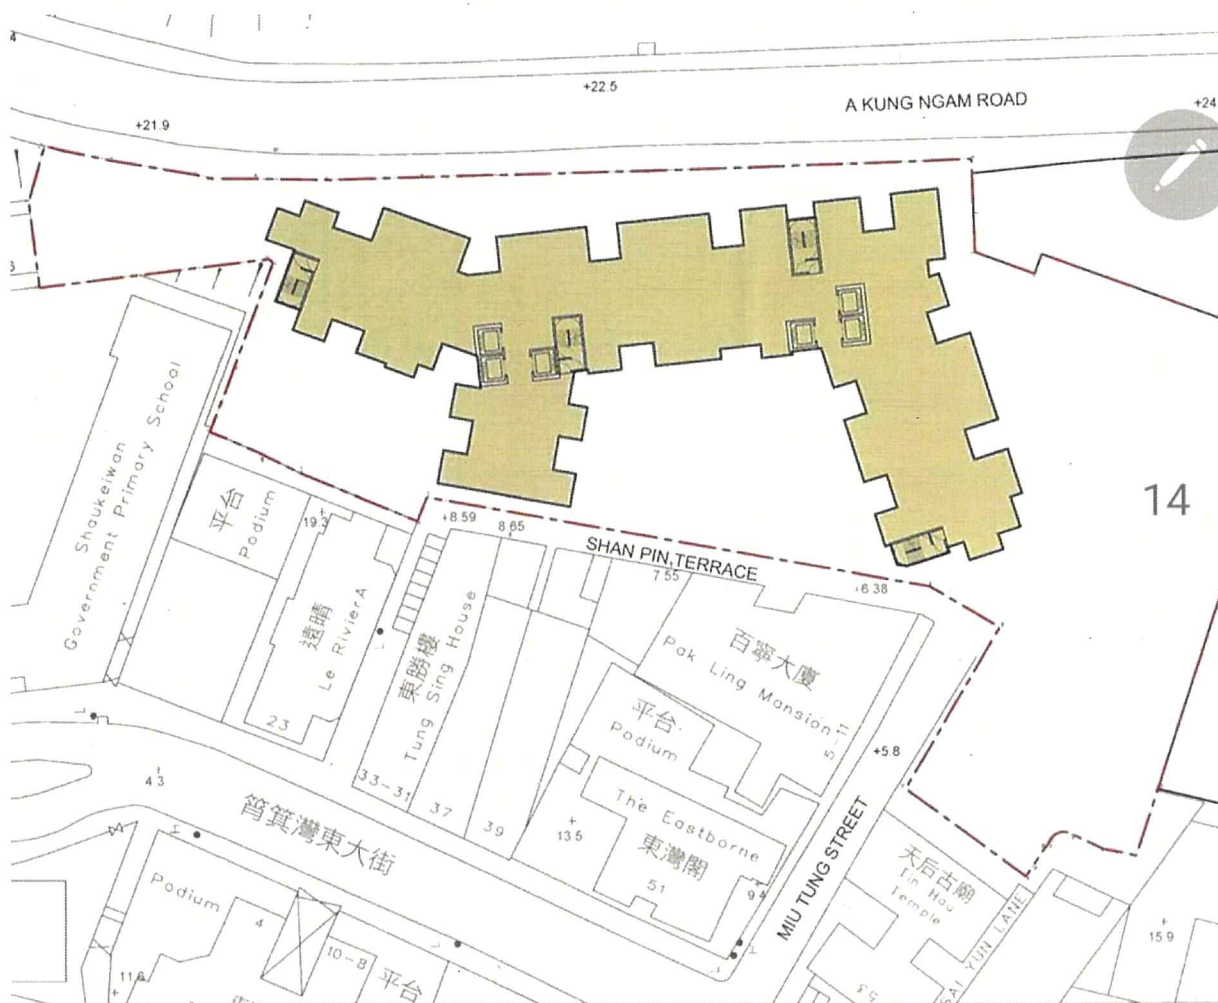 4
+22.5
A KUNG NGAM ROAD
+24
+21.9
14
Shaukeiwan
Government Primary School
平台
Podium
19.3
+8.59
8.65
SHAN PIN TERRACE
7.55
+6.38
遠晴
Le RivierA
23
東勝樓
Tung Sing House
33-31
37
39
百寧大廈
Pak Ling Mansion
5-11
平台
Podium
+5.8
The Eastborne
東灣閣
51
13.5
9.4
4.3
筲箕灣東大街
MIU TUNG STREET
天后古廟
Tin Hau
Temple
SAI YUN LANE
15.9
Podium
4
10-8
平台
11.6
5.3